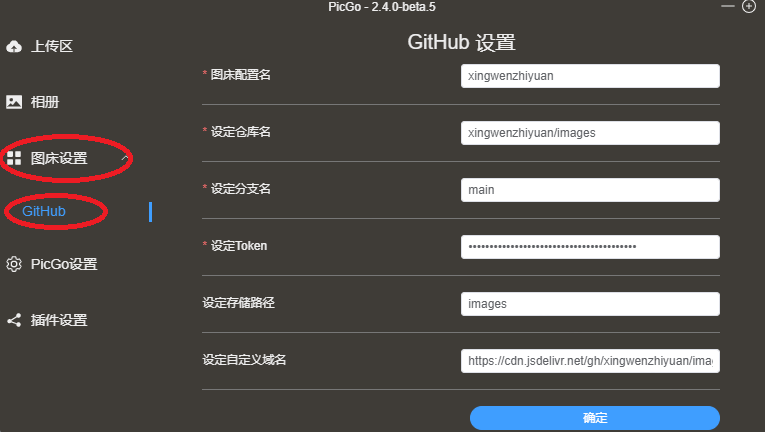 PicGo - 2.4.0-beta.5
上传区
相册
图床设置
GitHub
PicGo设置
插件设置
GitHub 设置
* 图床配置名
xingwenzhiyuan
* 设定仓库名
xingwenzhiyuan/images
* 设定分支名
main
* 设定Token
••••••••••••••••••••••••••••••••••••••••
设定存储路径
images
设定自定义域名
https://cdn.jsdelivr.net/gh/xingwenzhiyuan/imag
确定